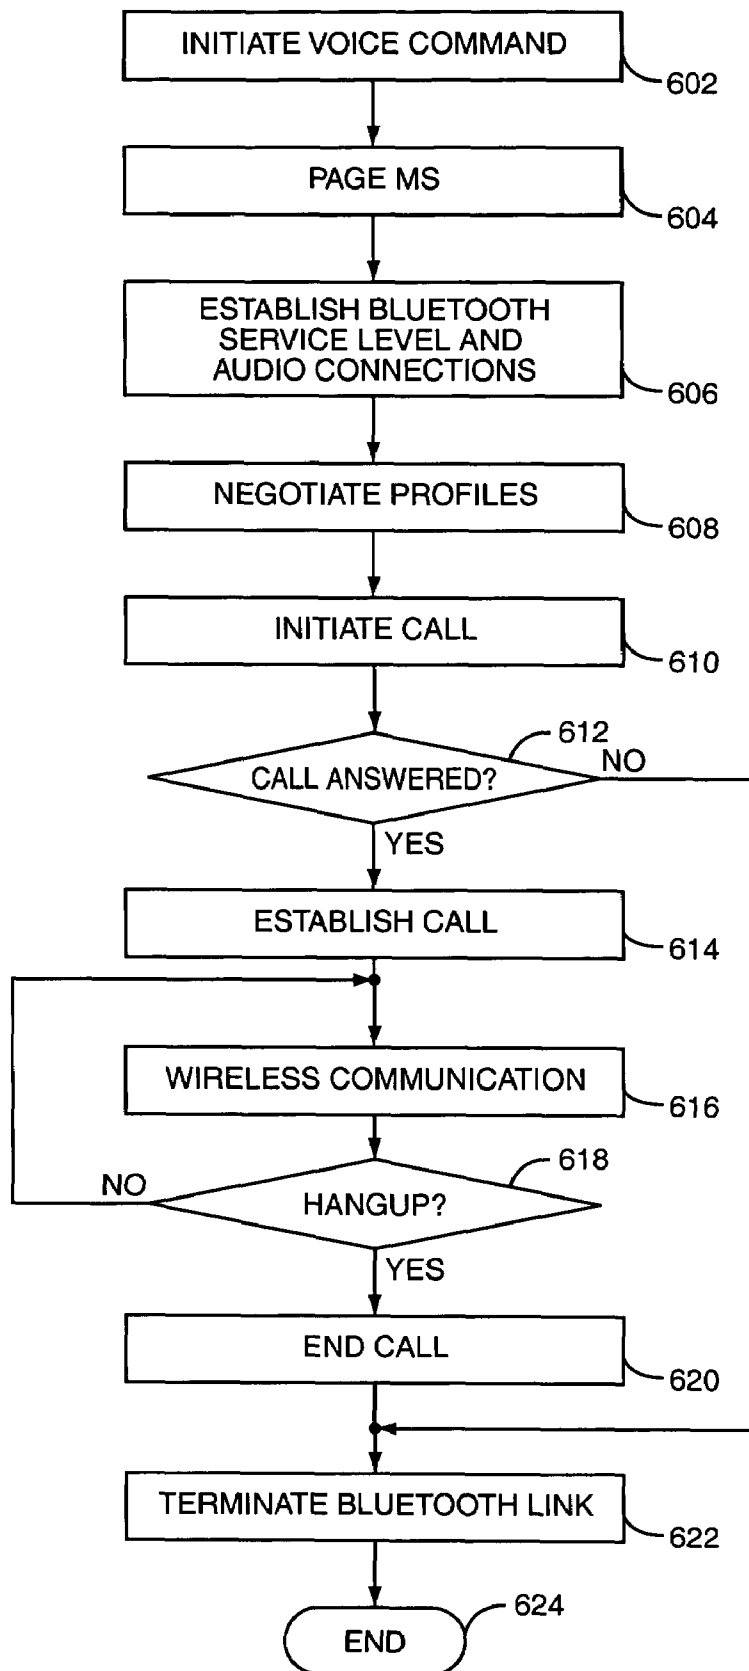 INITIATE VOICE COMMAND
602
PAGE MS
604
ESTABLISH BLUETOOTH
SERVICE LEVEL AND
AUDIO CONNECTIONS
606
NEGOTIATE PROFILES
608
INITIATE CALL
610
612
CALL ANSWERED?
NO
YES
ESTABLISH CALL
614
WIRELESS COMMUNICATION
616
618
NO
HANGUP?
YES
END CALL
620
TERMINATE BLUETOOTH LINK
622
624
END